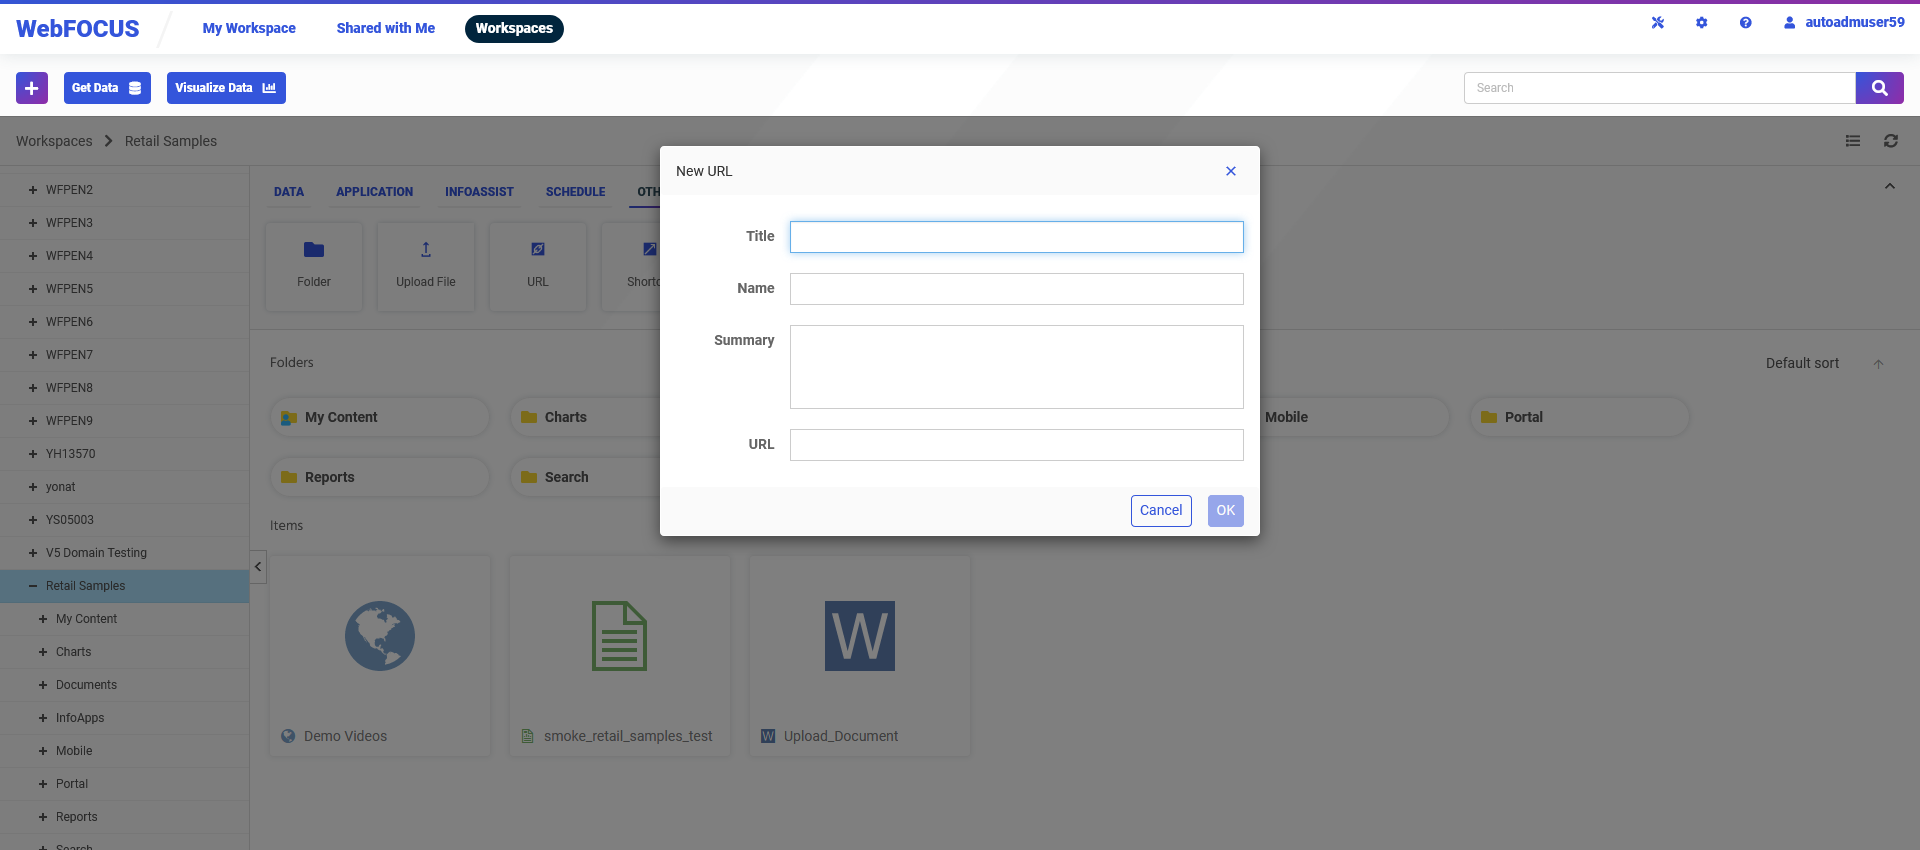 WebFOCUS
My Workspace
Shared with Me
Workspaces
autoadmuser59
Get Data
Visualize Data
Search
Workspaces
Retail Samples
WFPEN2
WFPEN3
WFPEN4
WFPEN5
WFPEN6
WFPEN7
WFPEN8
WFPEN9
YH13570
yonat
YS05003
V5 Domain Testing
Retail Samples
My Content
Charts
Documents
InfoApps
Mobile
Portal
Reports
Search
DATA
APPLICATION
INFOASSIST
SCHEDULE
OTH
Folder
Upload File
URL
Shortc
Folders
Default sort
My Content
Charts
Mobile
Portal
Reports
Search
Items
Demo Videos
smoke_retail_samples_test
W
Upload_Document
New URL
Title
Name
Summary
URL
Cancel
OK